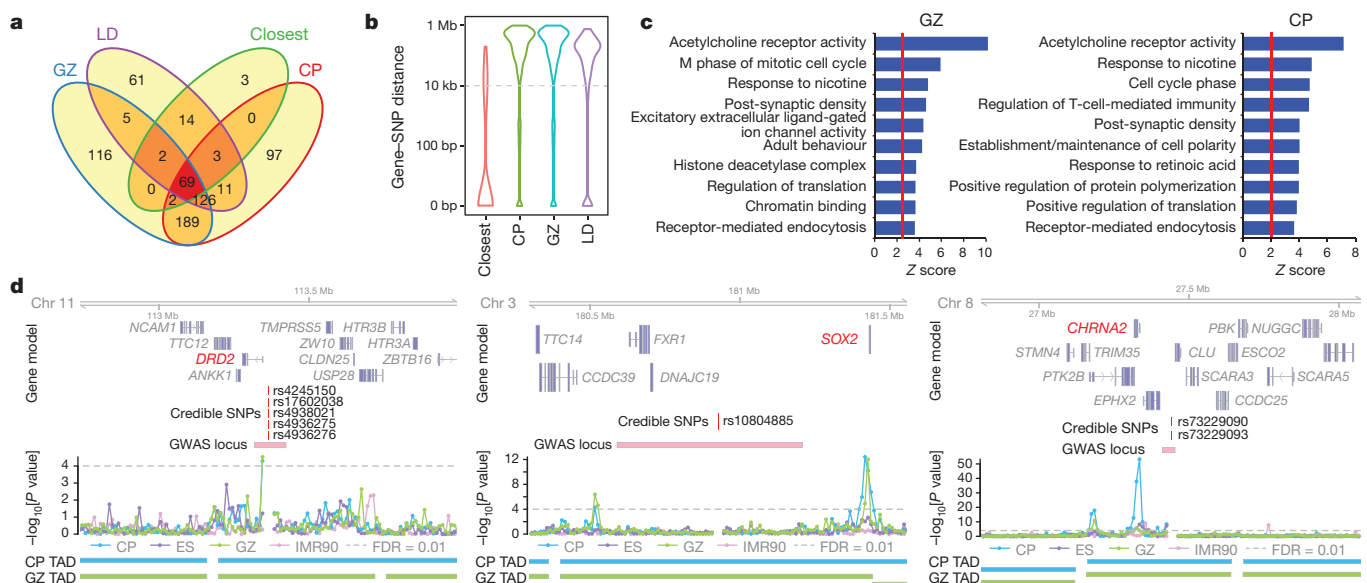 a
LD
Closest
GZ
CP
61
3
5
14
0
116
2
3
97
0
69
11
2
126
189
b
Gene–SNP distance
1 Mb
10 kb
100 bp
0 bp
Closest
CP
GZ
LD
c
GZ
Acetylcholine receptor activity
M phase of mitotic cell cycle
Response to nicotine
Post-synaptic density
Excitatory extracellular ligand-gated
ion channel activity
Adult behaviour
Histone deacetylase complex
Regulation of translation
Chromatin binding
Receptor-mediated endocytosis
0 2 4 6 8 10
Z score
CP
Acetylcholine receptor activity
Response to nicotine
Cell cycle phase
Regulation of T-cell-mediated immunity
Post-synaptic density
Establishment/maintenance of cell polarity
Response to retinoic acid
Positive regulation of protein polymerization
Positive regulation of translation
Receptor-mediated endocytosis
0 2 4 6 8
Z score
d
Chr 11
113 Mb
113.5 Mb
Gene model
NCAM1
TMPRSS5
HTR3B
TTC12
ZW10
HTR3A
DRD2
CLDN25
ZBTB16
ANKK1
USP28
Credible SNPs
rs4245150
rs17602038
rs4938021
rs4936275
rs4936276
GWAS locus
–log10[P value]
4
3
2
1
0
CP ES GZ IMR90 FDR = 0.01
CP TAD
GZ TAD
Chr 3
180.5 Mb
181 Mb
181.5 Mb
Gene model
TTC14
FXR1
SOX2
CCDC39
DNAJC19
Credible SNPs
rs10804885
GWAS locus
–log10[P value]
12
8
4
0
CP ES GZ IMR90 FDR = 0.01
CP TAD
GZ TAD
Chr 8
27 Mb
27.5 Mb
28 Mb
Gene model
CHRNA2
PBK
NUGGC
STMN4
TRIM35
CLU
ESCO2
PTK2B
SCARA3
SCARA5
EPHX2
CCDC25
Credible SNPs
rs73229090
rs73229093
GWAS locus
–log10[P value]
50
40
30
20
10
0
CP ES GZ IMR90 FDR = 0.01
CP TAD
GZ TAD